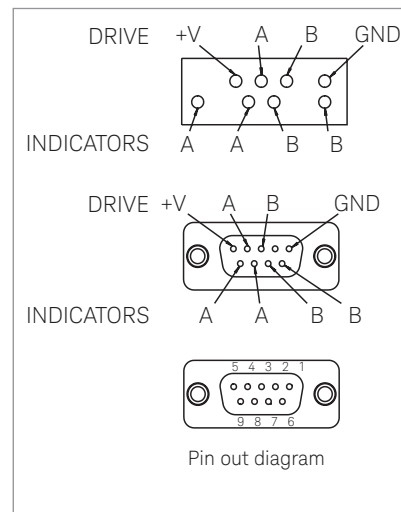 DRIVE +V A B GND
INDICATORS A A B B
DRIVE +V A B GND
INDICATORS A A B B
5 4 3 2 1
9 8 7 6
Pin out diagram